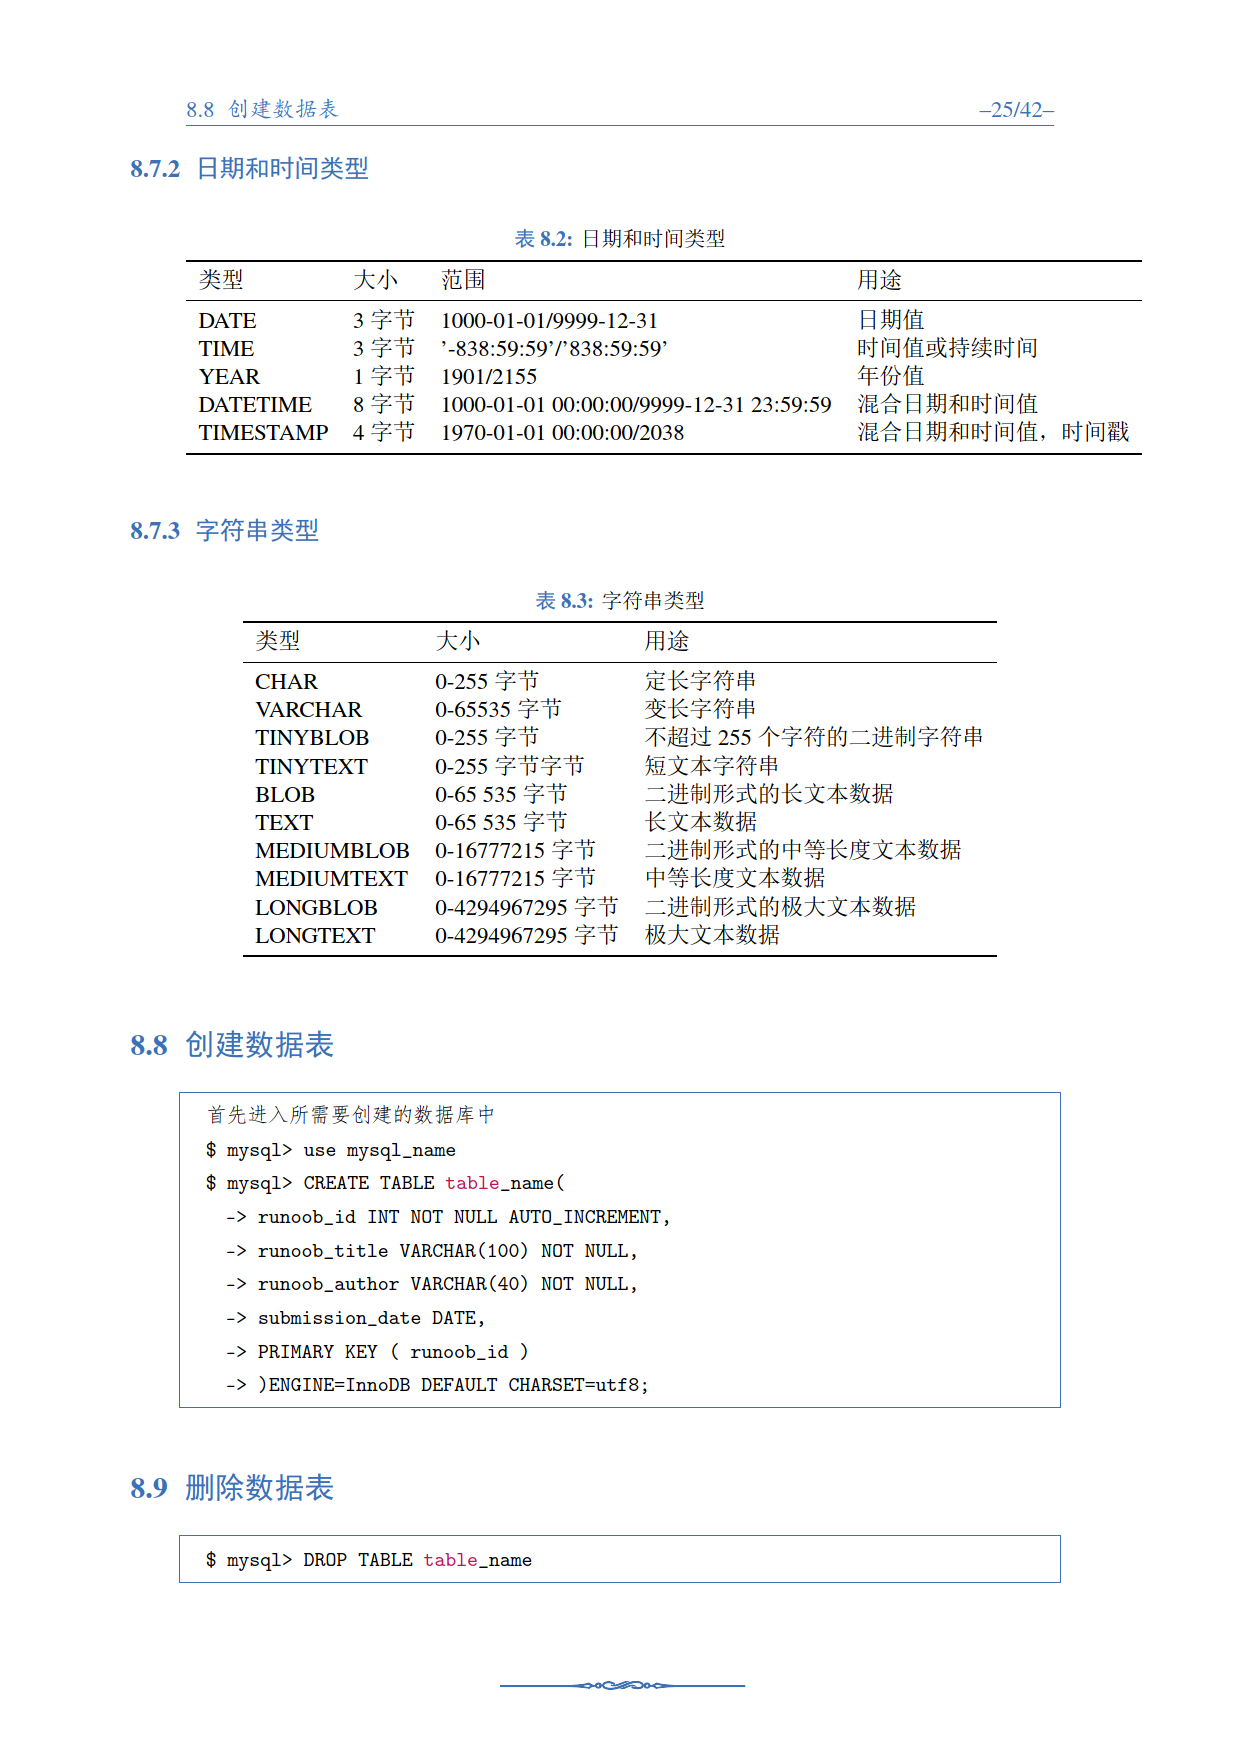 8.8 创建数据表 –25/42–
8.7.2 日期和时间类型
表 8.2: 日期和时间类型
类型 大小 范围 用途
DATE 3 字节 1000-01-01/9999-12-31 日期值
TIME 3 字节 ’-838:59:59’/’838:59:59’ 时间值或持续时间
YEAR 1 字节 1901/2155 年份值
DATETIME 8 字节 1000-01-01 00:00:00/9999-12-31 23:59:59 混合日期和时间值
TIMESTAMP 4 字节 1970-01-01 00:00:00/2038 混合日期和时间值，时间戳
8.7.3 字符串类型
表 8.3: 字符串类型
类型 大小 用途
CHAR 0-255 字节 定长字符串
VARCHAR 0-65535 字节 变长字符串
TINYBLOB 0-255 字节 不超过 255 个字符的二进制字符串
TINYTEXT 0-255 字节字节 短文本字符串
BLOB 0-65 535 字节 二进制形式的长文本数据
TEXT 0-65 535 字节 长文本数据
MEDIUMBLOB 0-16777215 字节 二进制形式的中等长度文本数据
MEDIUMTEXT 0-16777215 字节 中等长度文本数据
LONGBLOB 0-4294967295 字节 二进制形式的极大文本数据
LONGTEXT 0-4294967295 字节 极大文本数据
8.8 创建数据表
首先进入所需要创建的数据库中
$ mysql> use mysql_name
$ mysql> CREATE TABLE table_name(
-> runoob_id INT NOT NULL AUTO_INCREMENT,
-> runoob_title VARCHAR(100) NOT NULL,
-> runoob_author VARCHAR(40) NOT NULL,
-> submission_date DATE,
-> PRIMARY KEY ( runoob_id )
-> )ENGINE=InnoDB DEFAULT CHARSET=utf8;
8.9 删除数据表
$ mysql> DROP TABLE table_name